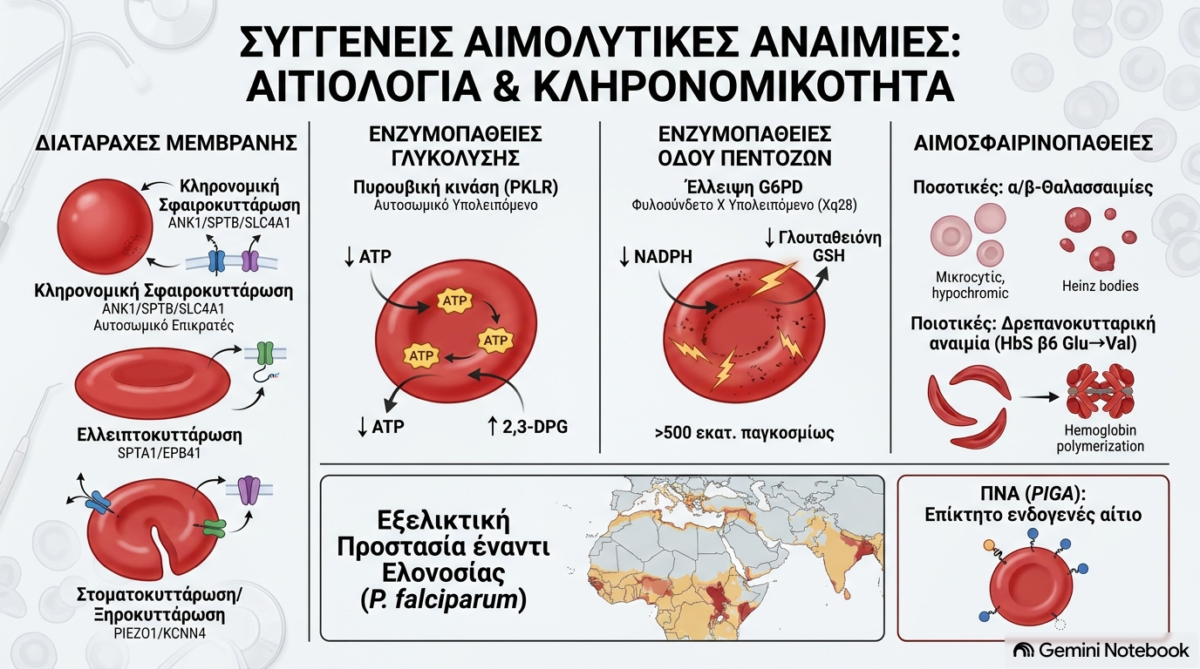 ΣΥΓΓΕΝΕΙΣ ΑΙΜΟΛΥΤΙΚΕΣ ΑΝΑΙΜΙΕΣ:
ΑΙΤΙΟΛΟΓΙΑ & ΚΛΗΡΟΝΟΜΙΚΟΤΗΤΑ
ΔΙΑΤΑΡΑΧΕΣ ΜΕΜΒΡΑΝΗΣ
Κληρονομική
Σφαιροκυττάρωση
ANK1/SPTB/SLC4A1
Κληρονομική Σφαιροκυττάρωση
ANK1/SPTB/SLC4A1
Αυτοσωμικό Επικρατές
Ελλειπτοκυττάρωση
SPTA1/EPB41
Στοματοκυττάρωση/
Ξηροκυττάρωση
PIEZO1/KCNN4
ΕΝΖΥΜΟΠΑΘΕΙΕΣ
ΓΛΥΚΟΛΥΣΗΣ
Πυρουβική κινάση (PKLR)
Αυτοσωμικό Υπολειπόμενο
↓ ATP
ATP
ATP
ATP
↓ ATP
↑ 2,3-DPG
ΕΝΖΥΜΟΠΑΘΕΙΕΣ
ΟΔΟΥ ΠΕΝΤΟΖΩΝ
Έλλειψη G6PD
Φυλοσύνδετο Χ Υπολειπόμενο (Xq28)
↓ NADPH
↓ Γλουταθειόνη
GSH
>500 εκατ. παγκοσμίως
ΑΙΜΟΣΦΑΙΡΙΝΟΠΑΘΕΙΕΣ
Ποσοτικές: α/β-Θαλασσαιμίες
Μικrocytic,
hypochromic
Heinz bodies
Ποιοτικές: Δρεπανοκυτταρική
αναιμία (HbS β6 Glu→Val)
Hemoglobin
polymerization
Εξελικτική
Προστασία έναντι
Ελονοσίας
(P. falciparum)
ΠΝΑ (PIGA):
Επίκτητο ενδογενές αίτιο
Gemini Notebook